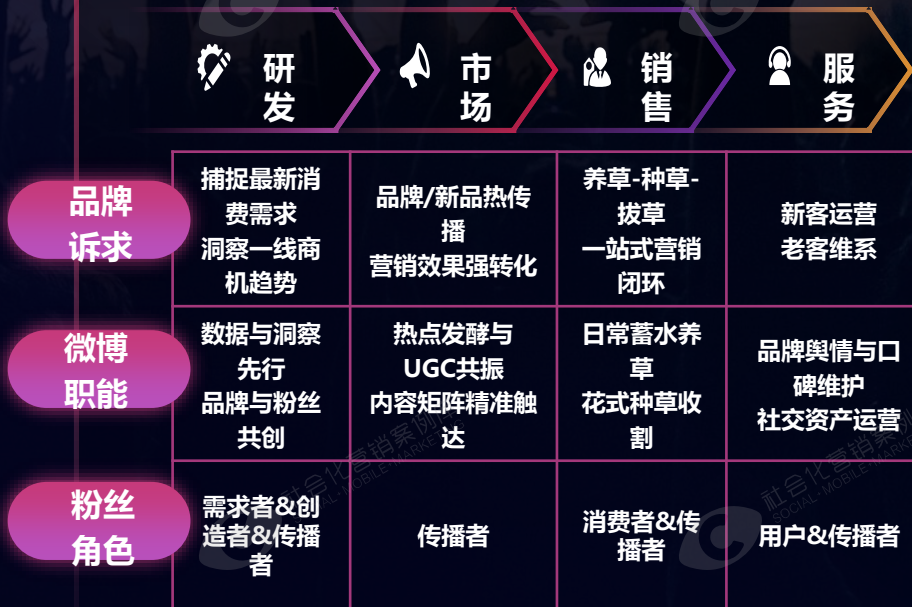 研
发
市
场
销
售
服
务
品牌
诉求
捕捉最新消
费需求
洞察一线商
机趋势
品牌/新品热传
播
营销效果强转化
养草-种草-
拔草
一站式营销
闭环
新客运营
老客维系
微博
职能
数据与洞察
先行
品牌与粉丝
共创
热点发酵与
UGC共振
内容矩阵精准触
达
日常蓄水养
草
花式种草收
割
品牌舆情与口
碑维护
社交资产运营
粉丝
角色
需求者&创
造者&传播
者
传播者
消费者&传
播者
用户&传播者